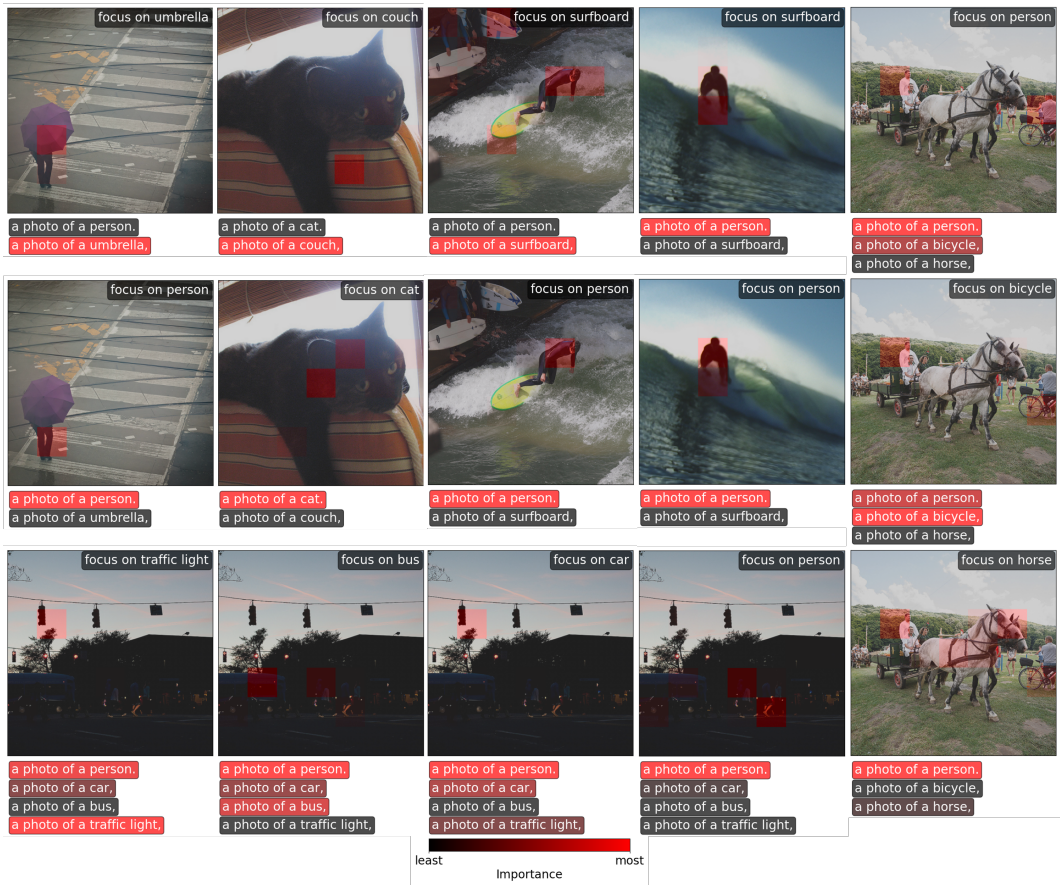 focus on umbrella
a photo of a person.
a photo of a umbrella,
focus on couch
a photo of a cat.
a photo of a couch,
focus on surfboard
a photo of a person.
a photo of a surfboard,
focus on surfboard
a photo of a person.
a photo of a surfboard,
focus on person
a photo of a person.
a photo of a bicycle,
a photo of a horse,
focus on person
a photo of a person.
a photo of a umbrella,
focus on cat
a photo of a cat.
a photo of a couch,
focus on person
a photo of a person.
a photo of a surfboard,
focus on person
a photo of a person.
a photo of a surfboard,
focus on bicycle
a photo of a person.
a photo of a bicycle,
a photo of a horse,
focus on traffic light
a photo of a person.
a photo of a car,
a photo of a bus,
a photo of a traffic light,
focus on bus
a photo of a person.
a photo of a car,
a photo of a bus,
a photo of a traffic light,
focus on car
a photo of a person.
a photo of a car,
a photo of a bus,
a photo of a traffic light,
focus on person
a photo of a person.
a photo of a car,
a photo of a bus,
a photo of a traffic light,
focus on horse
a photo of a person.
a photo of a bicycle,
a photo of a horse,
least
most
Importance